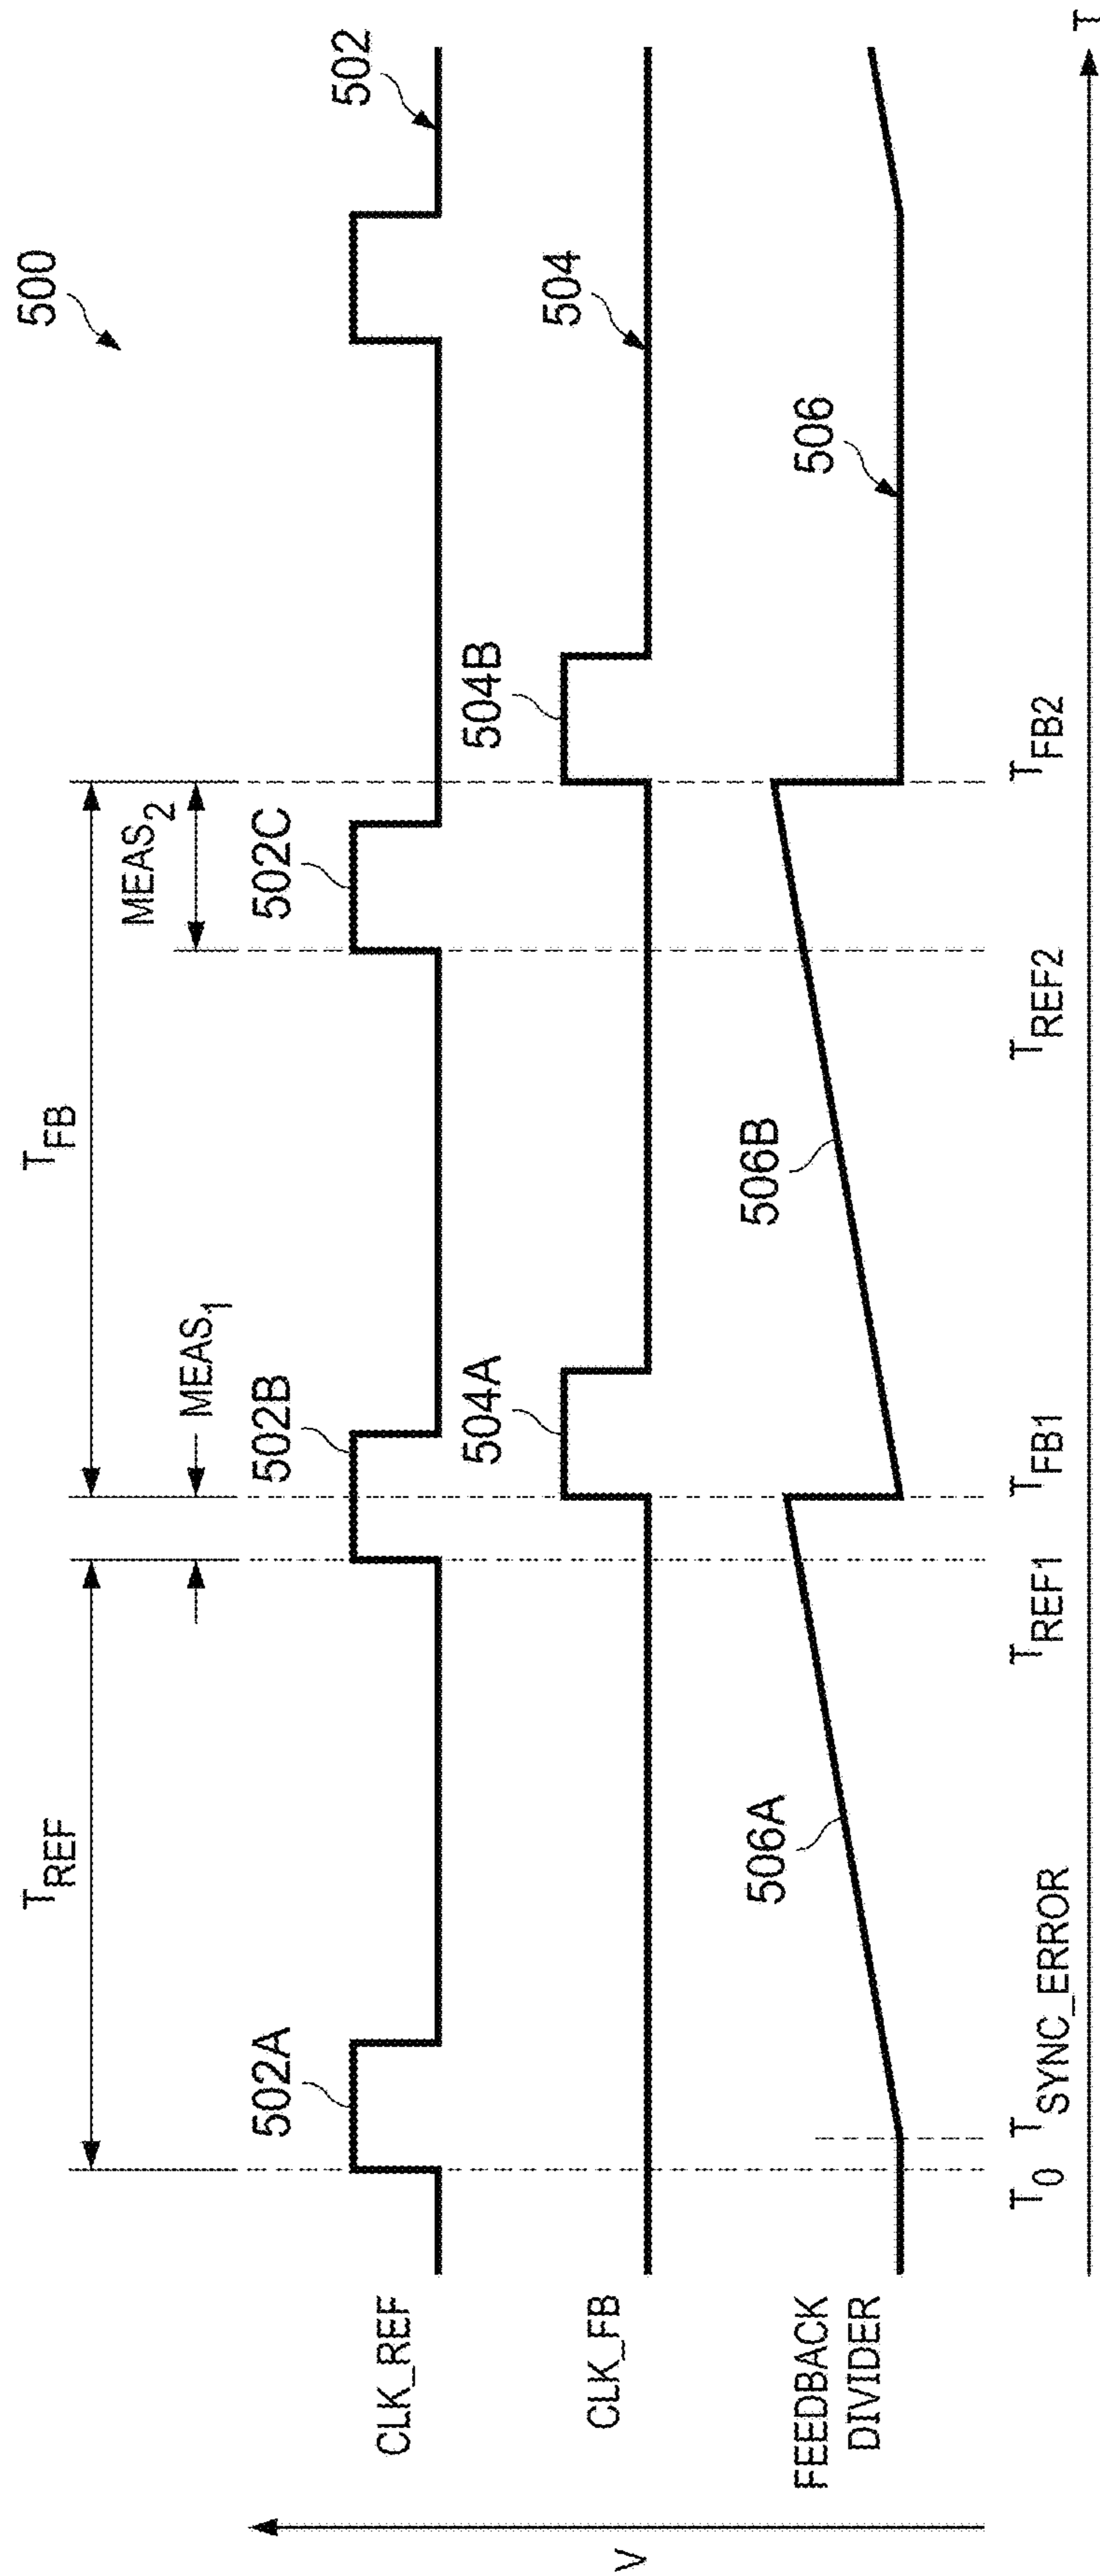 500
T_REF
T_FB
MEAS_1
MEAS_2
502A
502B
502C
502
CLK_REF
504A
504B
504
CLK_FB
506A
506B
506
FEEDBACK
DIVIDER
T_0
T_SYNC_ERROR
T_REF1
T_FB1
T_REF2
T_FB2
V
T